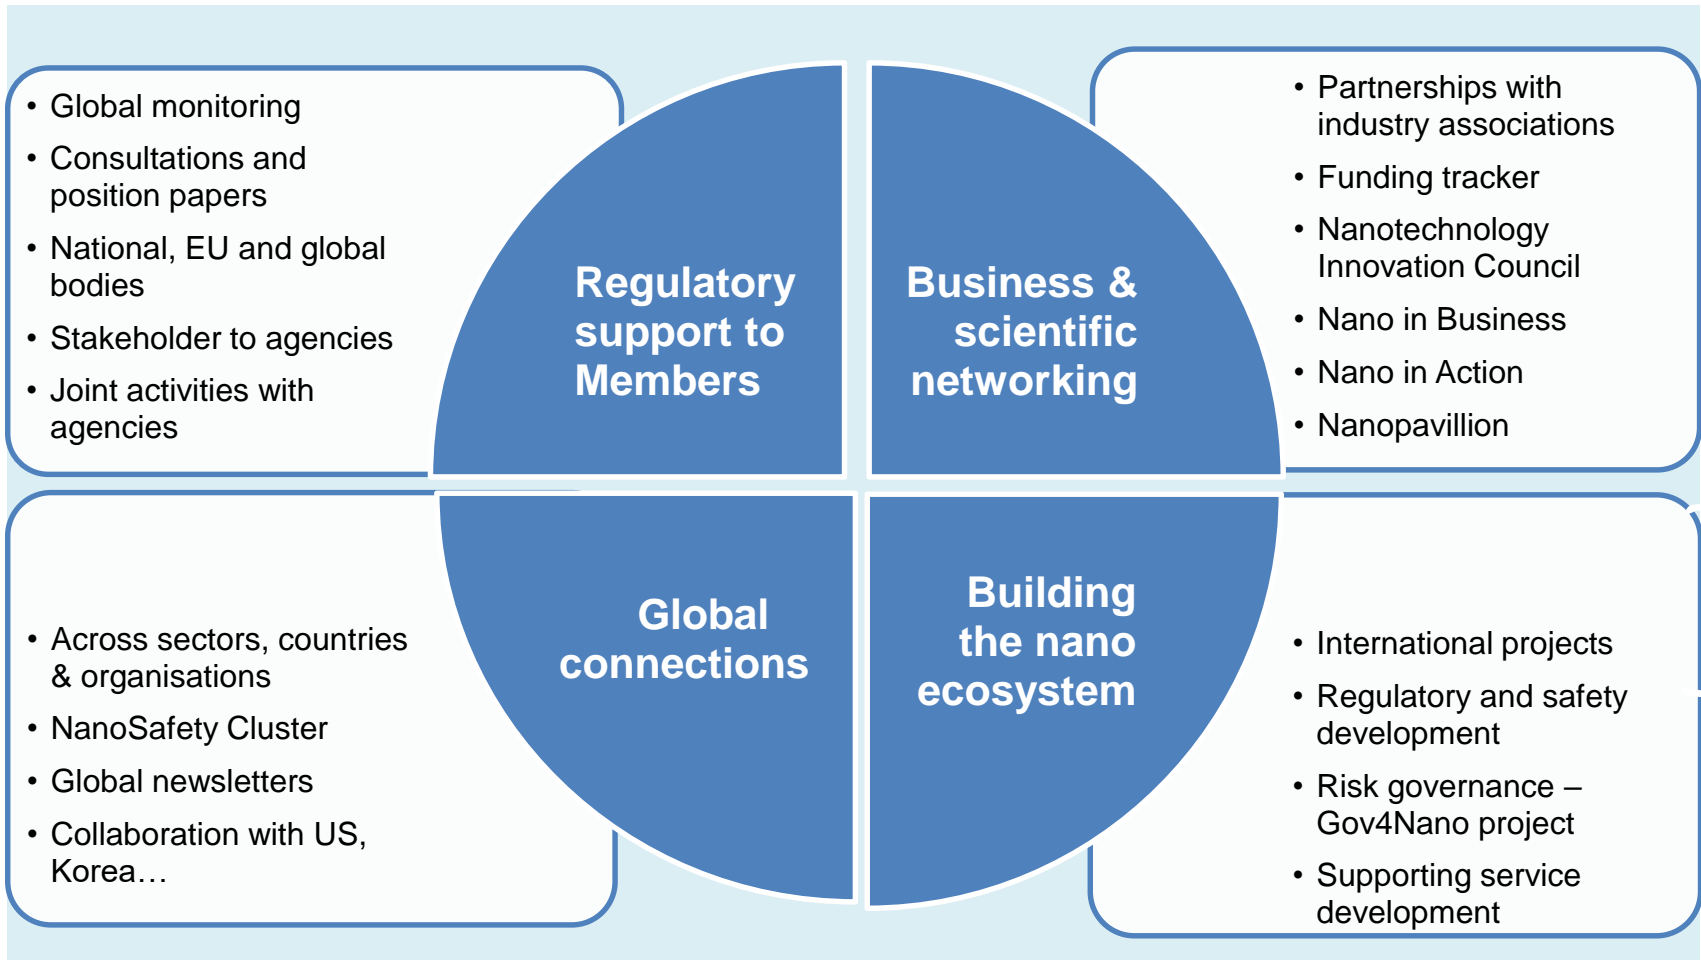 • Global monitoring
• Consultations and
position papers
• National, EU and global
bodies
• Stakeholder to agencies
• Joint activities with
agencies
Regulatory
support to
Members
Business &
scientific
networking
• Partnerships with
industry associations
• Funding tracker
• Nanotechnology
Innovation Council
• Nano in Business
• Nano in Action
• Nanopavillion
• Across sectors, countries
& organisations
• NanoSafety Cluster
• Global newsletters
• Collaboration with US,
Korea…
Global
connections
Building
the nano
ecosystem
• International projects
• Regulatory and safety
development
• Risk governance –
Gov4Nano project
• Supporting service
development